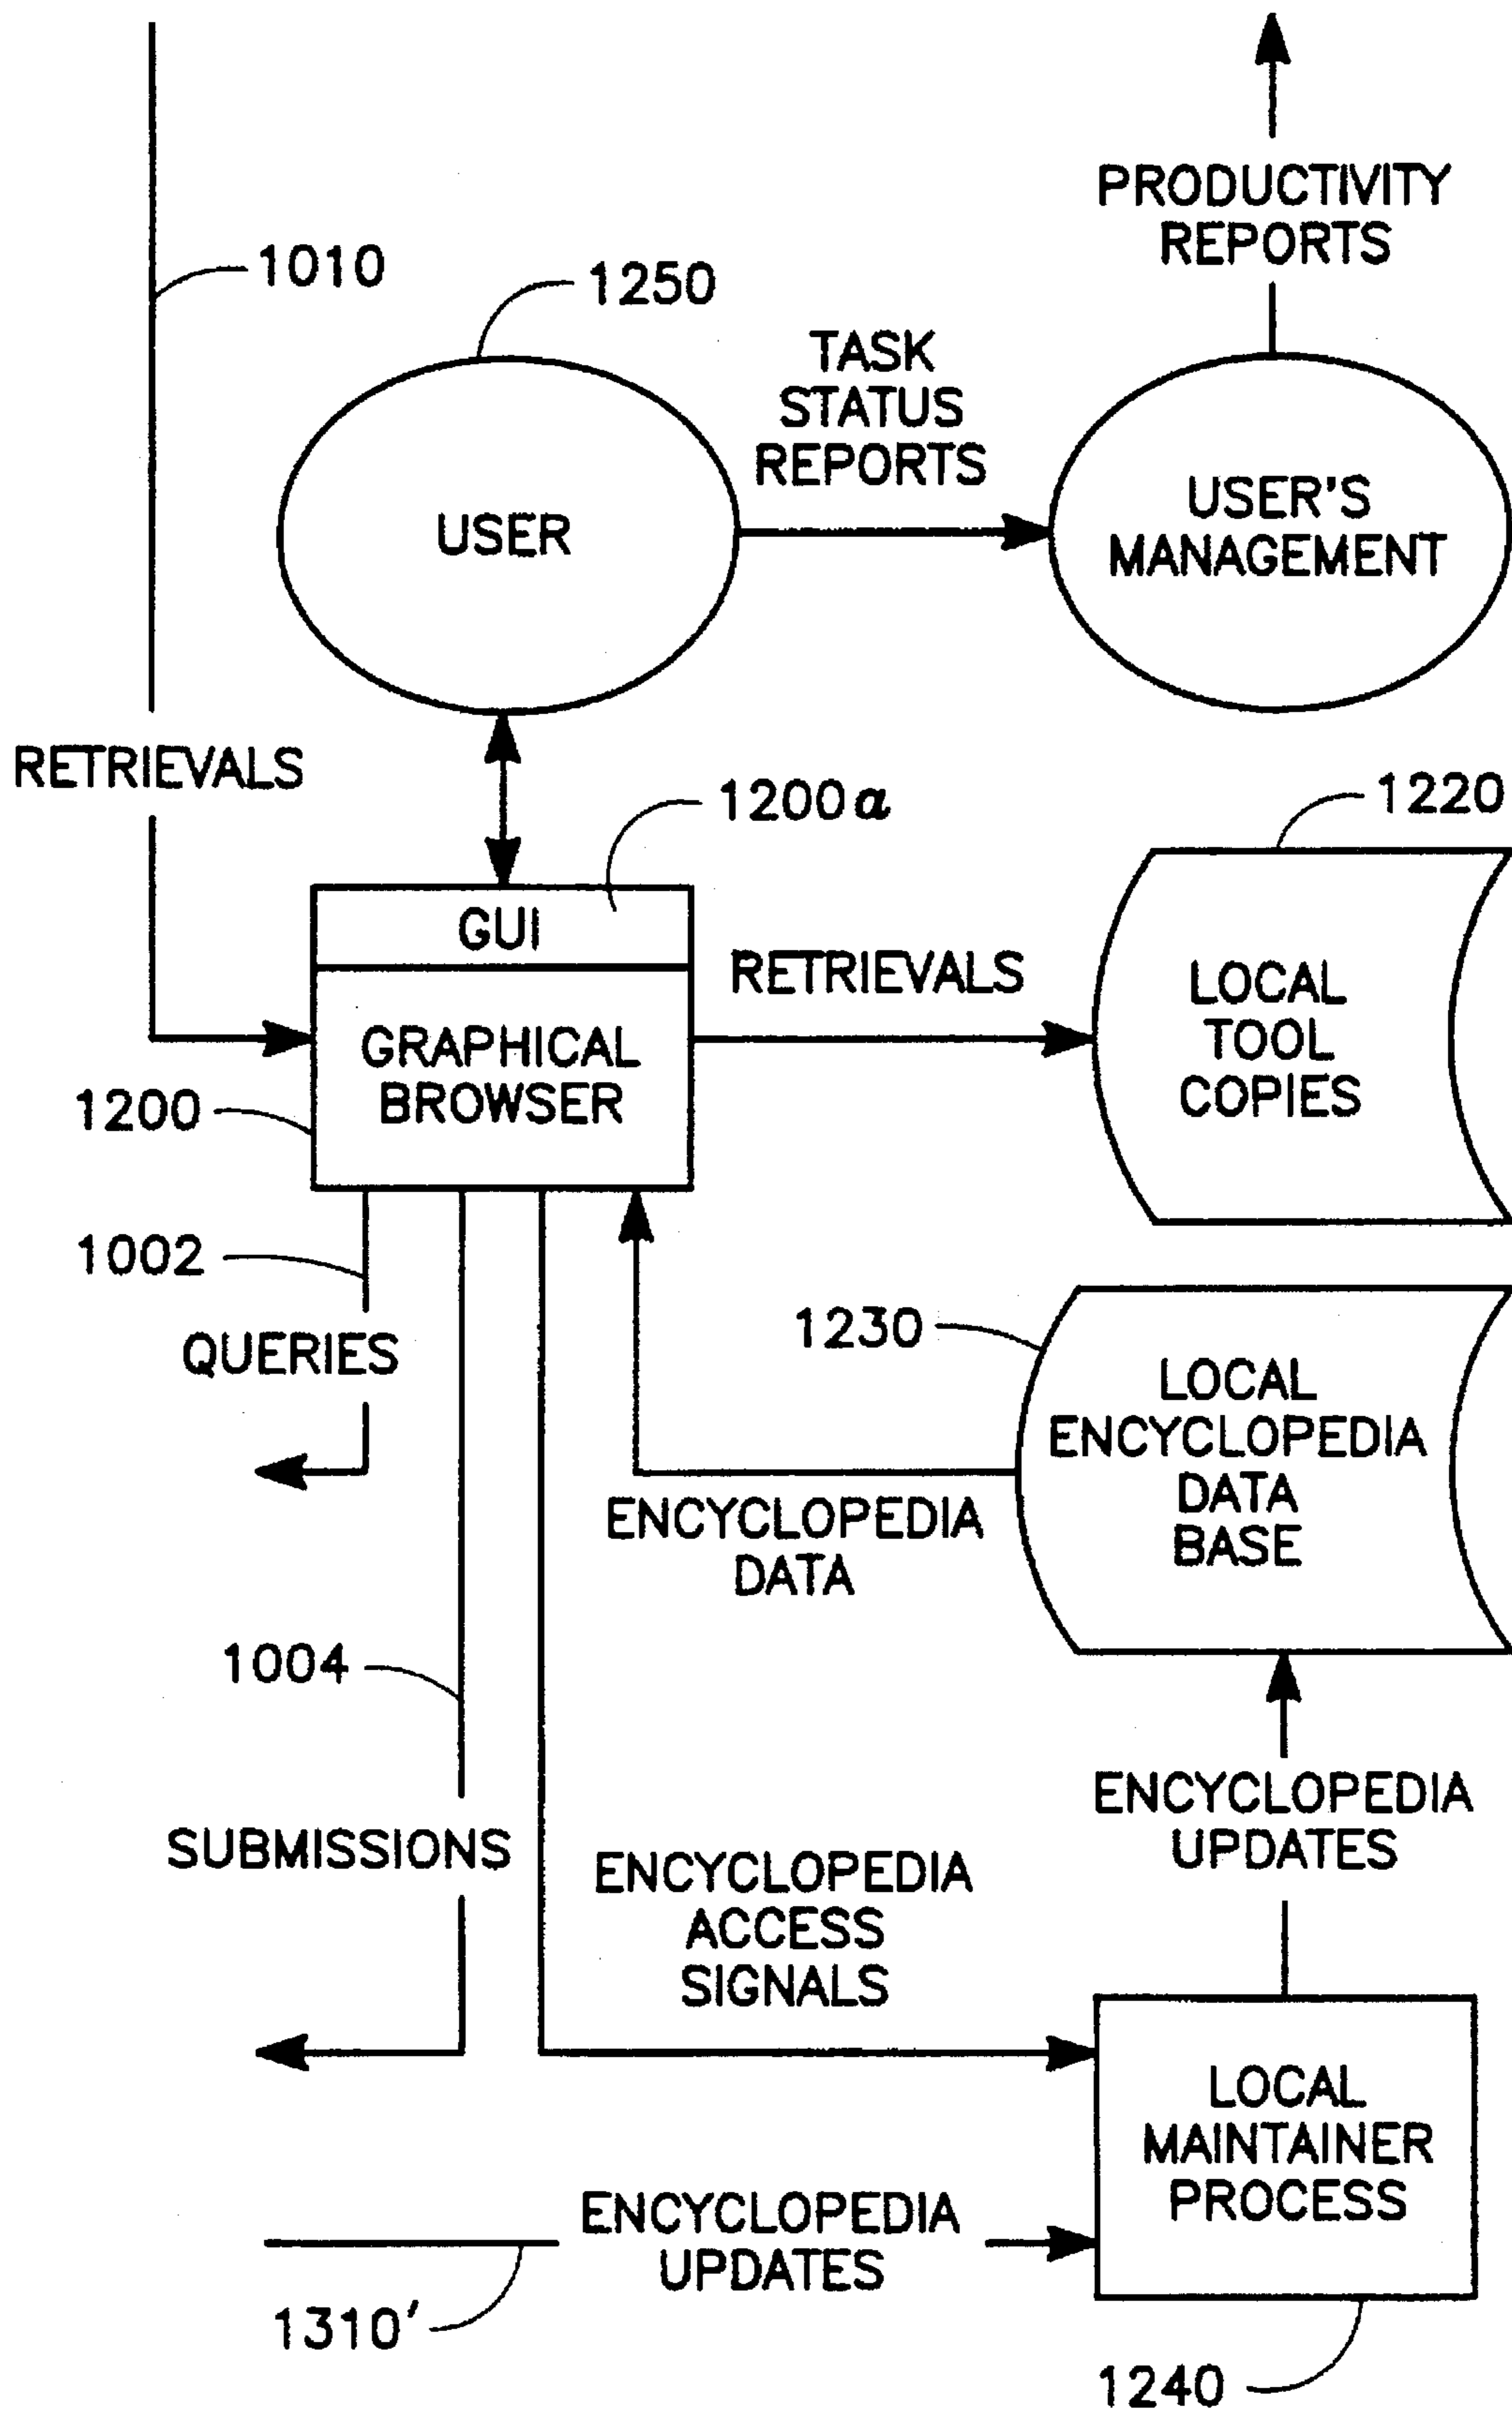 PRODUCTIVITY
REPORTS
1010
1250
TASK
STATUS
REPORTS
USER
USER'S
MANAGEMENT
RETRIEVALS
1200a
1220
GUI
RETRIEVALS
LOCAL
TOOL
COPIES
GRAPHICAL
BROWSER
1200
1002
QUERIES
1230
LOCAL
ENCYCLOPEDIA
DATA
BASE
ENCYCLOPEDIA
DATA
1004
ENCYCLOPEDIA
UPDATES
SUBMISSIONS
ENCYCLOPEDIA
ACCESS
SIGNALS
LOCAL
MAINTAINER
PROCESS
ENCYCLOPEDIA
UPDATES
1310'
1240